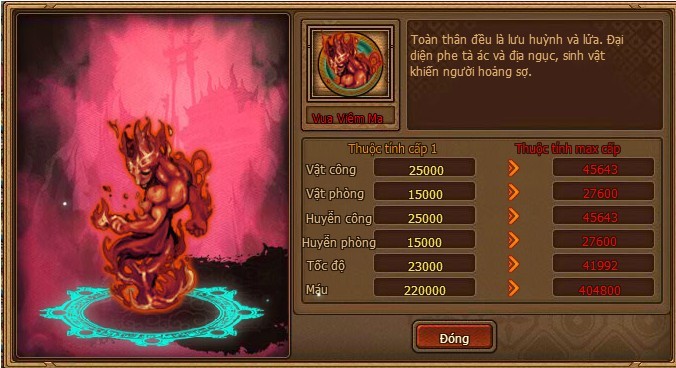 Toàn thân đều là lưu huỳnh và lửa. Đại
diện phe tà ác và địa ngục, sinh vật
khiến người hoảng sợ.
Vua Viêm Ma
Thuộc tính cấp 1 Thuộc tính max cấp
Vật công 25000 45643
Vật phòng 15000 27600
Huyễn công 25000 45643
Huyễn phòng 15000 27600
Tốc độ 23000 41992
Máu 220000 404800
Đóng